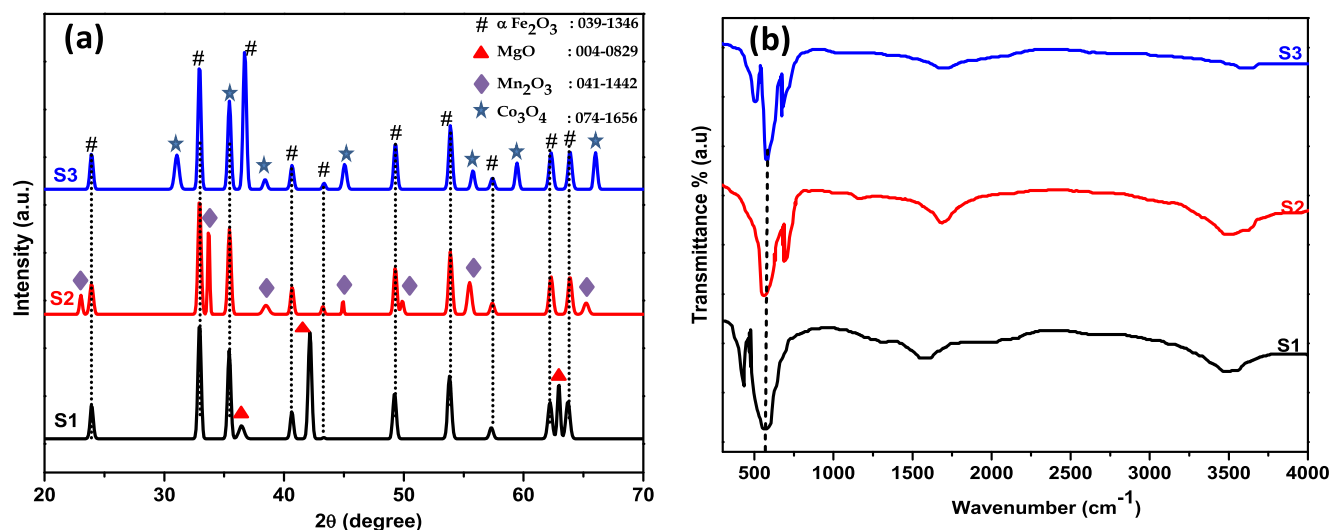 (a)
# α Fe₂O₃ : 039-1346
▲ MgO : 004-0829
◆ Mn₂O₃ : 041-1442
★ Co₃O₄ : 074-1656
# # # # # # # # # #
S3
S2
S1
Intensity (a.u.)
20 30 40 50 60 70
2θ (degree)
(b)
S3
S2
S1
Transmittance % (a.u)
500 1000 1500 2000 2500 3000 3500 4000
Wavenumber (cm⁻¹)